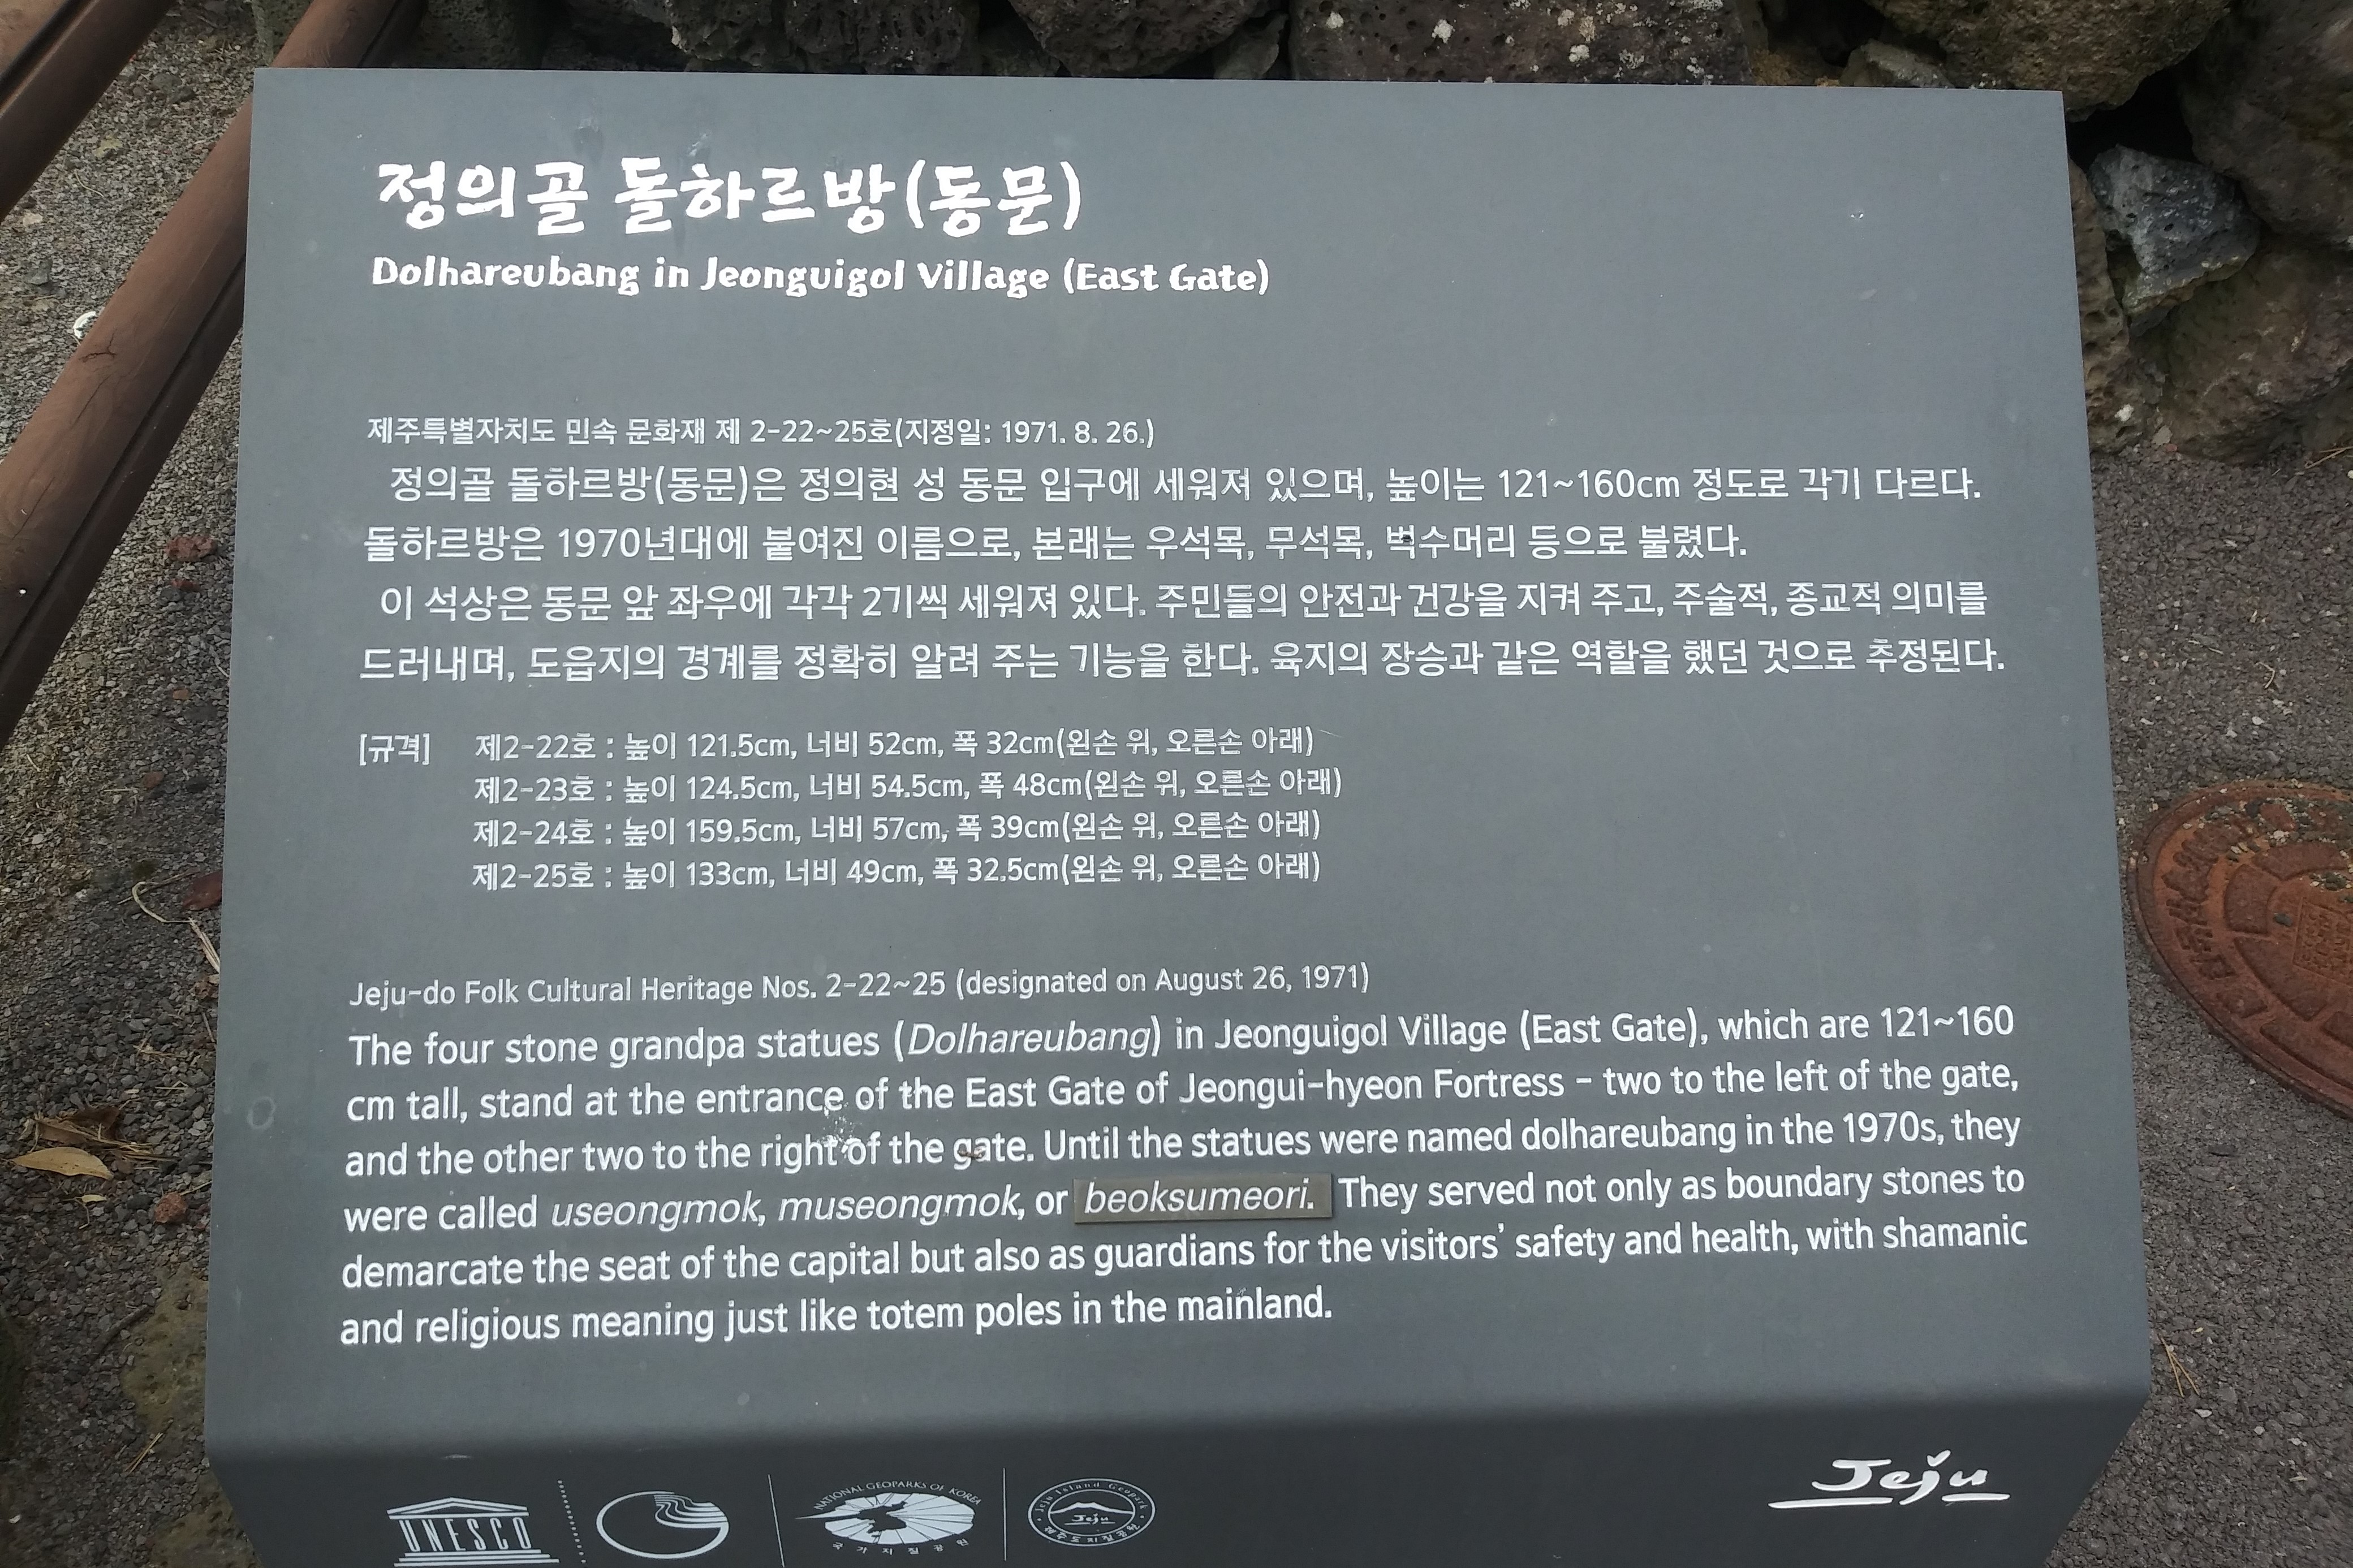 정의골 돌하르방(동문)
Dolhareubang in Jeonguigol Village (East Gate)
제주특별자치도 민속 문화재 제 2-22~25호(지정일: 1971. 8. 26.)
정의골 돌하르방(동문)은 정의현 성 동문 입구에 세워져 있으며, 높이는 121~160cm 정도로 각기 다르다.
돌하르방은 1970년대에 붙여진 이름으로, 본래는 우석목, 무석목, 벅수머리 등으로 불렸다.
이 석상은 동문 앞 좌우에 각각 2기씩 세워져 있다. 주민들의 안전과 건강을 지켜 주고, 주술적, 종교적 의미를
드러내며, 도읍지의 경계를 정확히 알려 주는 기능을 한다. 육지의 장승과 같은 역할을 했던 것으로 추정된다.
[규격] 제2-22호 : 높이 121.5cm, 너비 52cm, 폭 32cm(왼손 위, 오른손 아래)
제2-23호 : 높이 124.5cm, 너비 54.5cm, 폭 48cm(왼손 위, 오른손 아래)
제2-24호 : 높이 159.5cm, 너비 57cm, 폭 39cm(왼손 위, 오른손 아래)
제2-25호 : 높이 133cm, 너비 49cm, 폭 32.5cm(왼손 위, 오른손 아래)
Jeju-do Folk Cultural Heritage Nos. 2-22~25 (designated on August 26, 1971)
The four stone grandpa statues (Dolhareubang) in Jeonguigol Village (East Gate), which are 121~160
cm tall, stand at the entrance of the East Gate of Jeongui-hyeon Fortress - two to the left of the gate,
and the other two to the right of the gate. Until the statues were named dolhareubang in the 1970s, they
were called useongmok, museongmok, or beoksumeori. They served not only as boundary stones to
demarcate the seat of the capital but also as guardians for the visitors' safety and health, with shamanic
and religious meaning just like totem poles in the mainland.
Jeju
UNESCO
NATIONAL GEOPARKS OF KOREA
국가지질공원
Jeju Island Geopark
Jeju
제주도지질공원